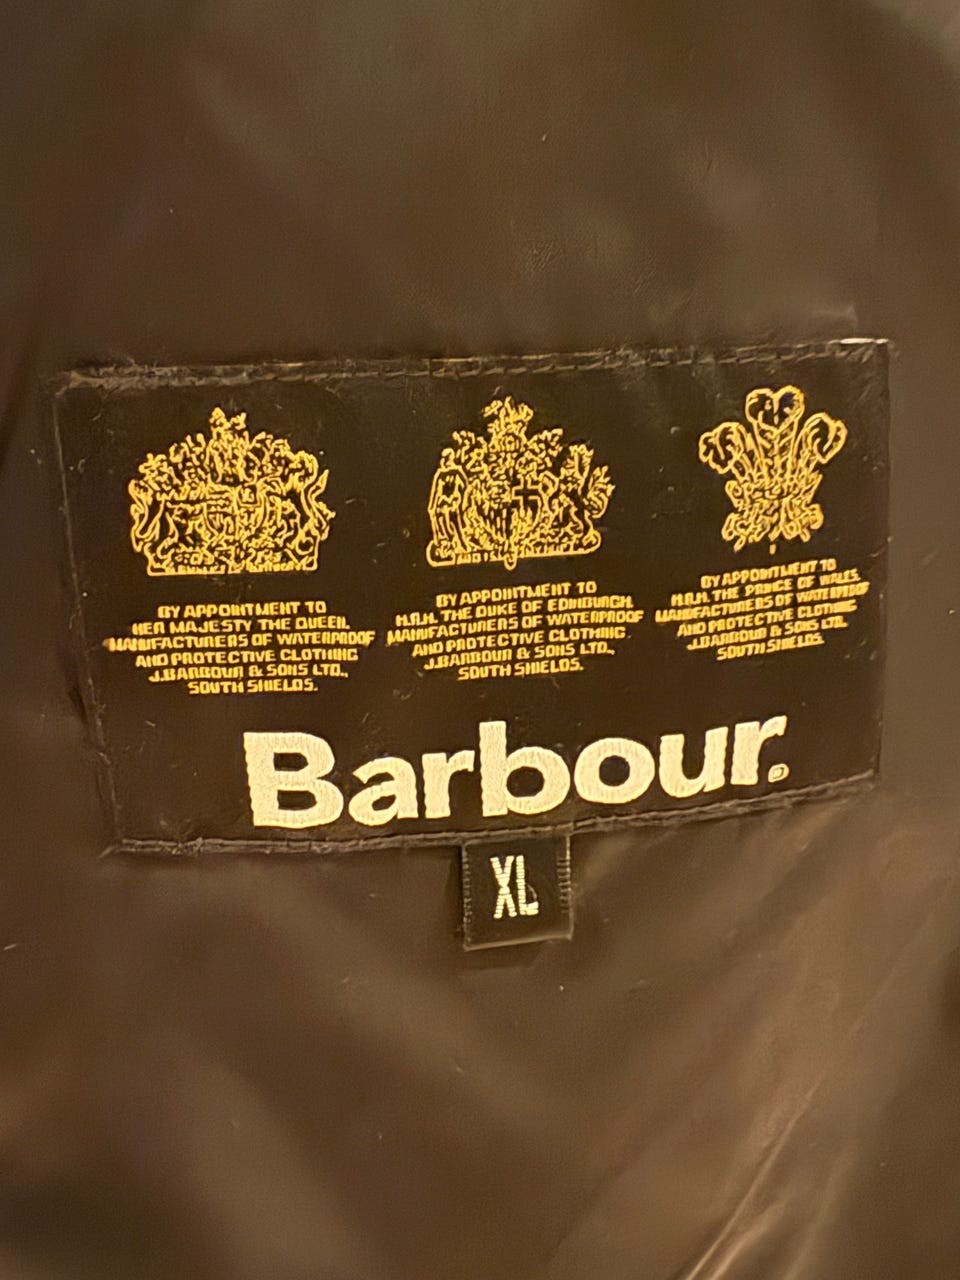 BY APPOINTMENT TO
HER MAJESTY THE QUEEN.
MANUFACTURERS OF WATERPROOF
AND PROTECTIVE CLOTHING
J.BARBOUR & SONS LTD.,
SOUTH SHIELDS.
BY APPOINTMENT TO
H.R.H. THE DUKE OF EDINBURGH.
MANUFACTURERS OF WATERPROOF
AND PROTECTIVE CLOTHING.
J.BARBOUR & SONS LTD.,
SOUTH SHIELDS.
BY APPOINTMENT TO
H.R.H. THE PRINCE OF WALES.
MANUFACTURERS OF WATERPROOF
AND PROTECTIVE CLOTHING
J.BARBOUR & SONS LTD.
SOUTH SHIELDS.
Barbour.
XL